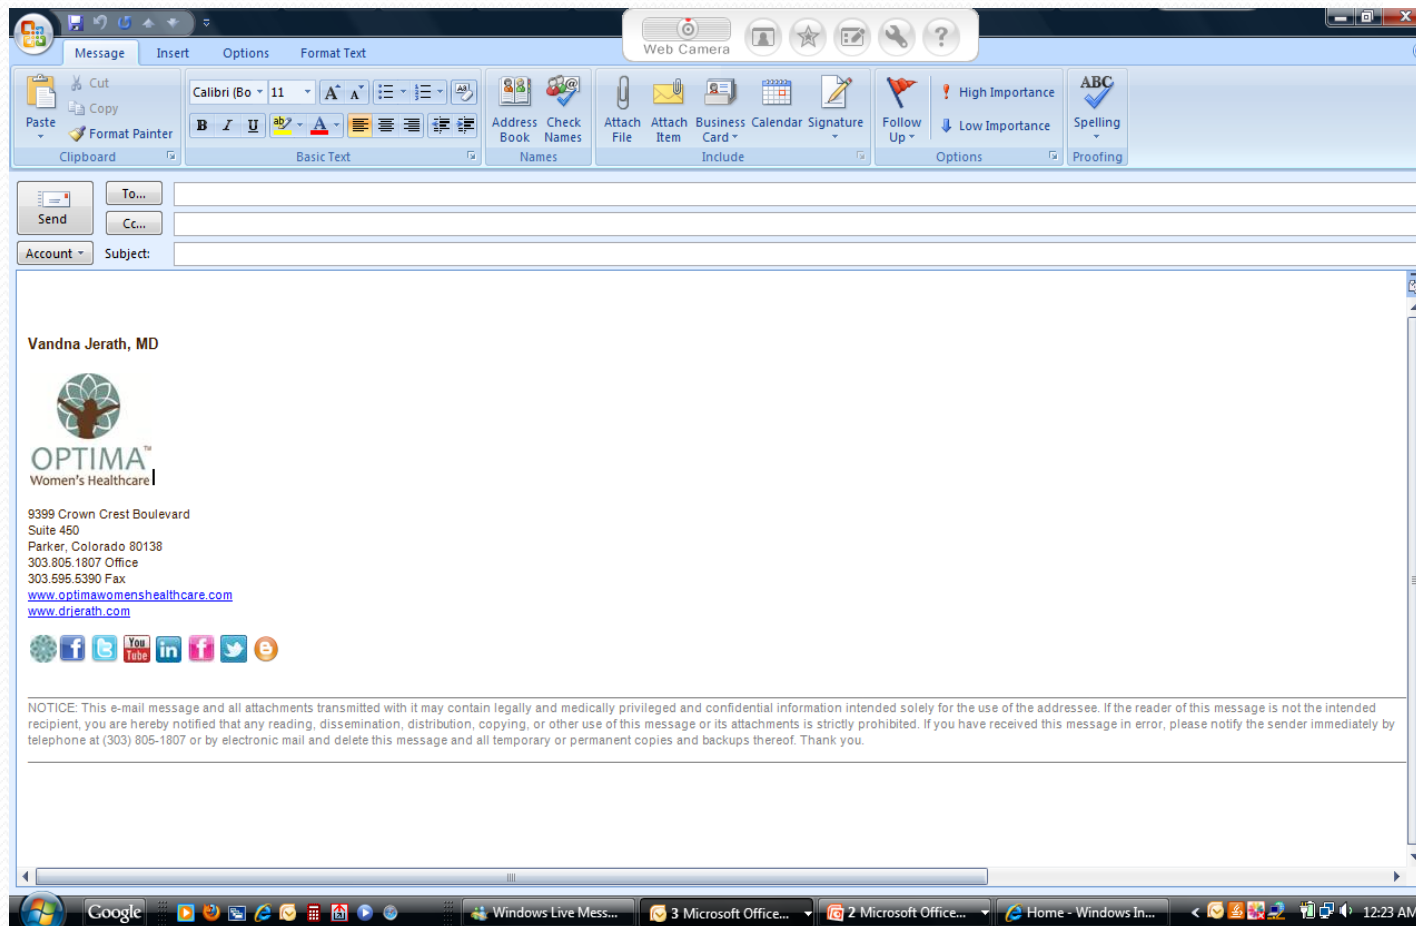 Web Camera
Message Insert Options Format Text
Paste
Cut
Copy
Format Painter
Clipboard
Calibri (Bo 11
B I U
Basic Text
Address Book
Check Names
Names
Attach File
Attach Item
Business Card
Calendar
Signature
Include
Follow Up
High Importance
Low Importance
Options
ABC
Spelling
Proofing
Send
To...
Cc...
Account
Subject:
Vandna Jerath, MD
OPTIMA™
Women's Healthcare
9399 Crown Crest Boulevard
Suite 450
Parker, Colorado 80138
303.805.1807 Office
303.595.5390 Fax
www.optimawomenshealthcare.com
www.drjerath.com
You Tube
NOTICE: This e-mail message and all attachments transmitted with it may contain legally and medically privileged and confidential information intended solely for the use of the addressee. If the reader of this message is not the intended
recipient, you are hereby notified that any reading, dissemination, distribution, copying, or other use of this message or its attachments is strictly prohibited. If you have received this message in error, please notify the sender immediately by
telephone at (303) 805-1807 or by electronic mail and delete this message and all temporary or permanent copies and backups thereof. Thank you.
Google Windows Live Mess... 3 Microsoft Office... 2 Microsoft Office... Home - Windows In... 12:23 AM